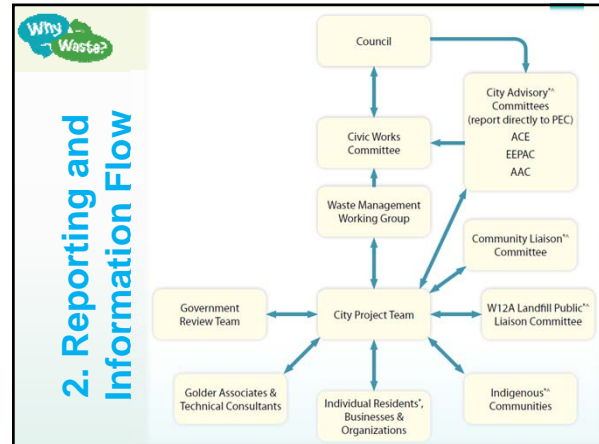 Why
Waste?
2. Reporting and
Information Flow
Council
City Advisory*^
Committees
(report directly to PEC)
ACE
EEPAC
AAC
Civic Works
Committee
Waste Management
Working Group
Community Liaison*^
Committee
Government
Review Team
City Project Team
W12A Landfill Public*^
Liaison Committee
Golder Associates &
Technical Consultants
Individual Residents*,
Businesses &
Organizations
Indigenous*^
Communities